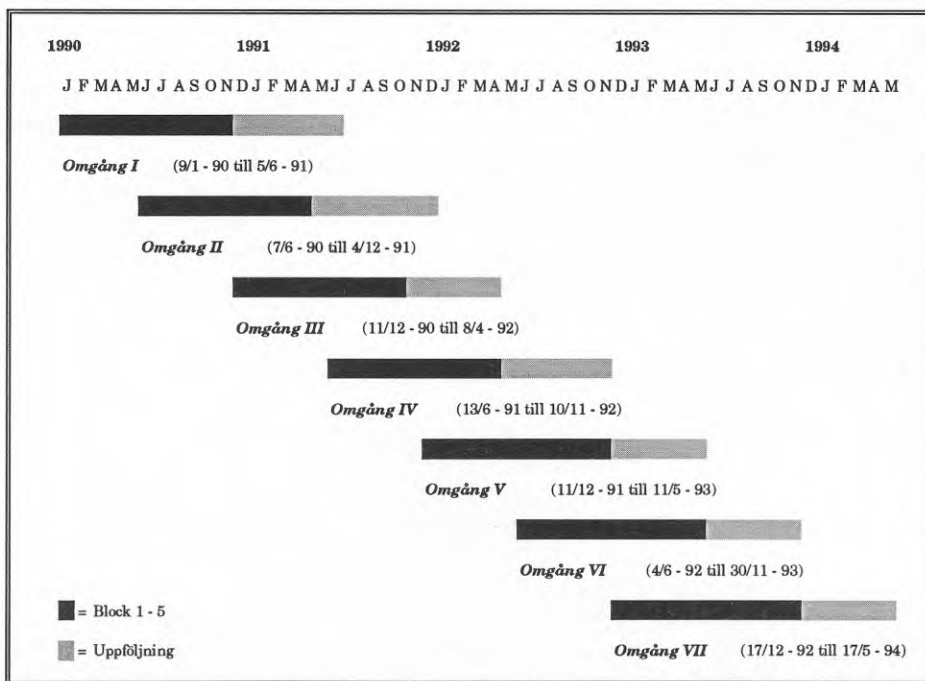 1990 1991 1992 1993 1994
J F M A M J J A S O N D J F M A M J J A S O N D J F M A M J J A S O N D J F M A M J J A S O N D J F M A M
Omgång I (9/1 - 90 till 5/6 - 91)
Omgång II (7/6 - 90 till 4/12 - 91)
Omgång III (11/12 - 90 till 8/4 - 92)
Omgång IV (13/6 - 91 till 10/11 - 92)
Omgång V (11/12 - 91 till 11/5 - 93)
Omgång VI (4/6 - 92 till 30/11 - 93)
= Block 1 - 5
= Uppföljning
Omgång VII (17/12 - 92 till 17/5 - 94)